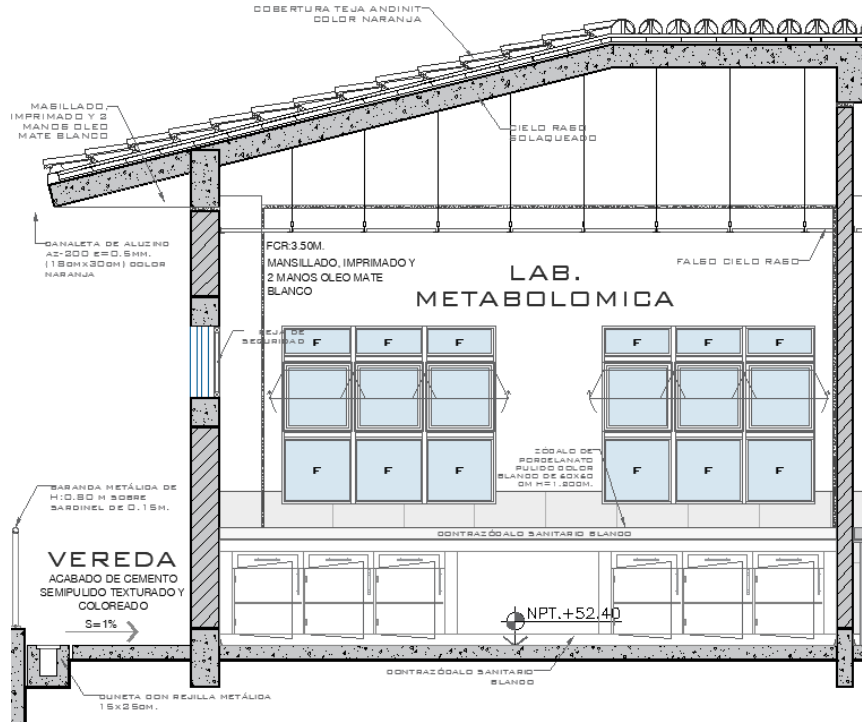 COBERTURA TEJA ANDINIT
COLOR NARANJA
MASILLADO,
IMPRIMADO Y 2
MANOS OLEO
MATE BLANCO
CIELO RASO
SOLAQUEADO
CANALETA DE ALUZINC
AZ-200 E=0.5MM.
(18CMX30CM) COLOR
NARANJA
FCR:3.50M.
MANSILLADO, IMPRIMADO Y
2 MANOS OLEO MATE
BLANCO
FALSO CIELO RASO
LAB.
METABOLOMICA
REJA DE
SEGURIDAD
F F F F F F
F F F F F F
ZÓCALO DE
PORCELANATO
PULIDO COLOR
BLANCO DE 60X60
CM H=1.200M.
BARANDA METÁLICA DE
H:0.80 M SOBRE
SARDINEL DE 0.15M.
CONTRAZÓCALO SANITARIO BLANCO
VEREDA
ACABADO DE CEMENTO
SEMIPULIDO TEXTURADO Y
COLOREADO
S=1%
NPT.+52.40
CONTRAZÓCALO SANITARIO
BLANCO
CUNETA CON REJILLA METÁLICA
15X25CM.